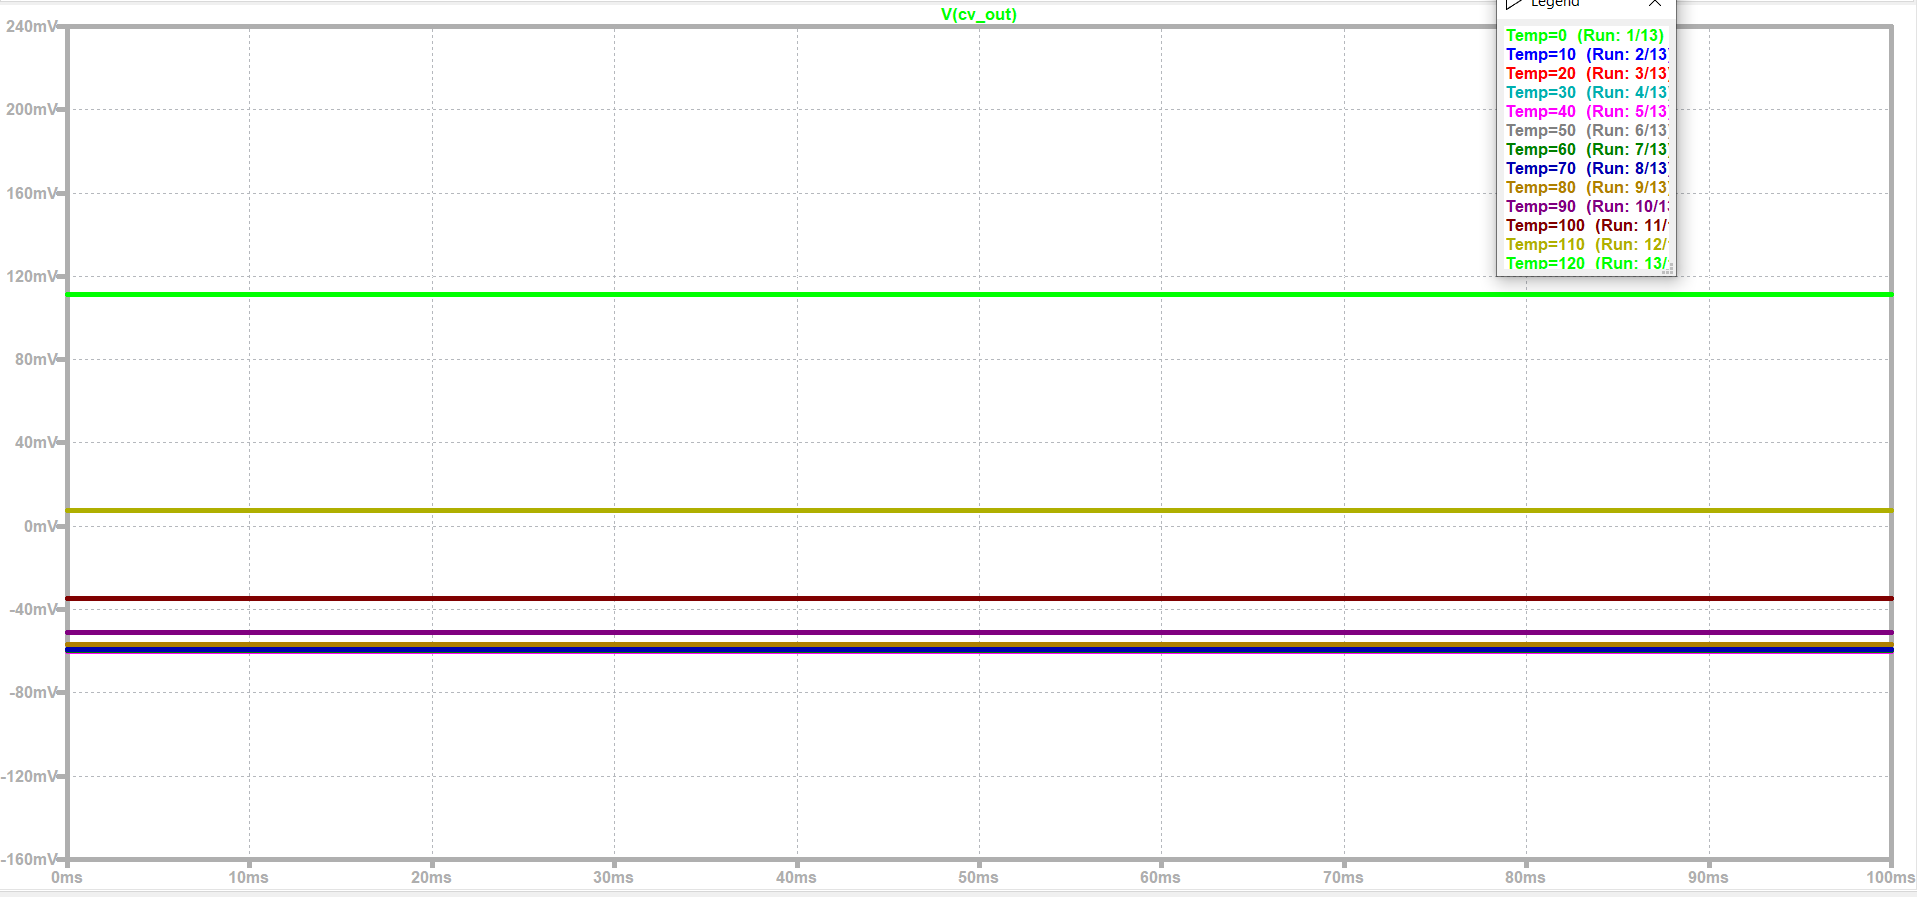 V(cv_out)
Legend
240mV
200mV
160mV
120mV
80mV
40mV
0mV
-40mV
-80mV
-120mV
-160mV
Temp=0 (Run: 1/13)
Temp=10 (Run: 2/13)
Temp=20 (Run: 3/13)
Temp=30 (Run: 4/13)
Temp=40 (Run: 5/13)
Temp=50 (Run: 6/13)
Temp=60 (Run: 7/13)
Temp=70 (Run: 8/13)
Temp=80 (Run: 9/13)
Temp=90 (Run: 10/1
Temp=100 (Run: 11/
Temp=110 (Run: 12/
Temp=120 (Run: 13/
0ms 10ms 20ms 30ms 40ms 50ms 60ms 70ms 80ms 90ms 100ms